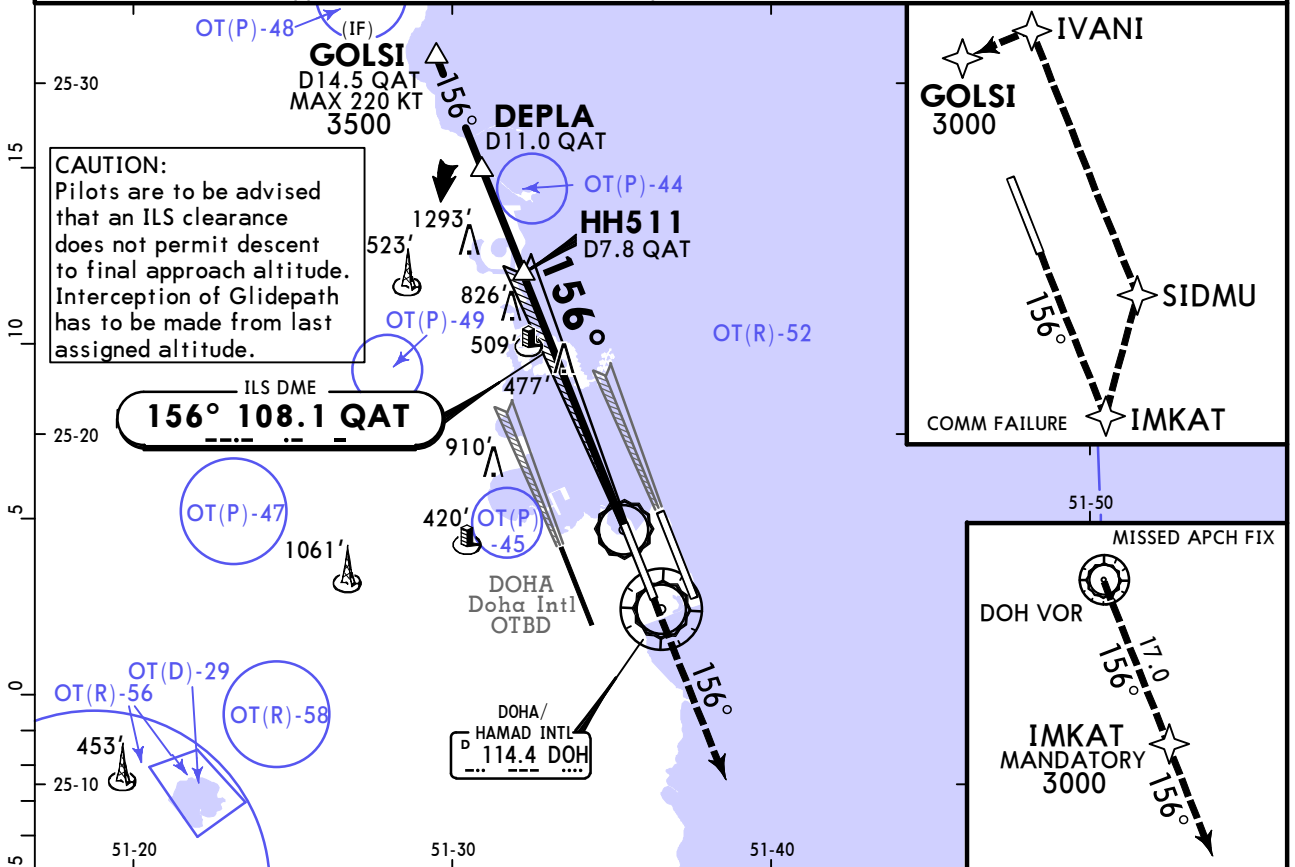 OT(P)-48
(IF)
GOLSI
D14.5 QAT
MAX 220 KT
3500
156°
25-30
DEPLA
D11.0 QAT
15
CAUTION:
Pilots are to be advised
that an ILS clearance
does not permit descent
to final approach altitude.
Interception of Glidepath
has to be made from last
assigned altitude.
OT(P)-44
1293'
HH511
D7.8 QAT
523'
156°
826'
OT(P)-49
509'
OT(R)-52
10
477'
ILS DME
156° 108.1 QAT
25-20
910'
OT(P)-47
5
420'
OT(P)
-45
1061'
DOHA
Doha Intl
OTBD
OT(D)-29
OT(R)-56
OT(R)-58
0
156°
DOHA/
HAMAD INTL
D
114.4 DOH
453'
25-10
5
51-20
51-30
51-40
IVANI
GOLSI
3000
156°
SIDMU
IMKAT
COMM FAILURE
51-50
MISSED APCH FIX
DOH VOR
17.0
156°
IMKAT
MANDATORY
3000
156°